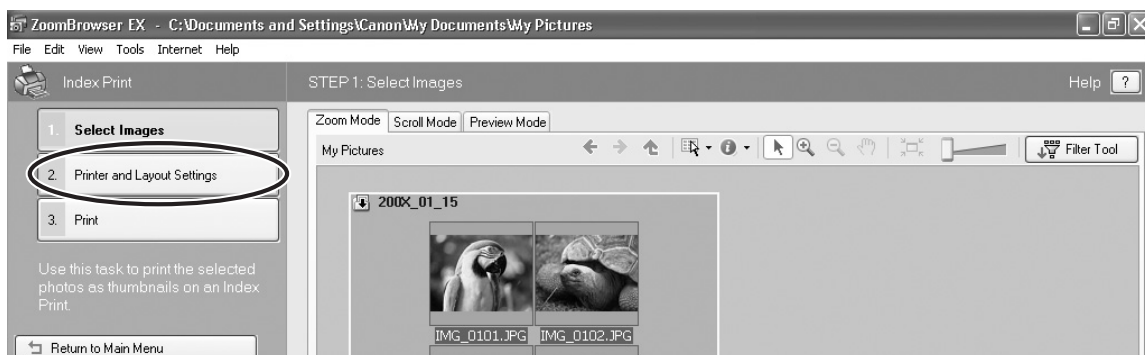 ZoomBrowser EX - C:\Documents and Settings\Canon\My Documents\My Pictures
File Edit View Tools Internet Help
Index Print
STEP 1: Select Images
Help ?
1. Select Images
2. Printer and Layout Settings
3. Print
Use this task to print the selected
photos as thumbnails on an Index
Print.
Return to Main Menu
Zoom Mode Scroll Mode Preview Mode
My Pictures
Filter Tool
200X_01_15
IMG_0101.JPG IMG_0102.JPG